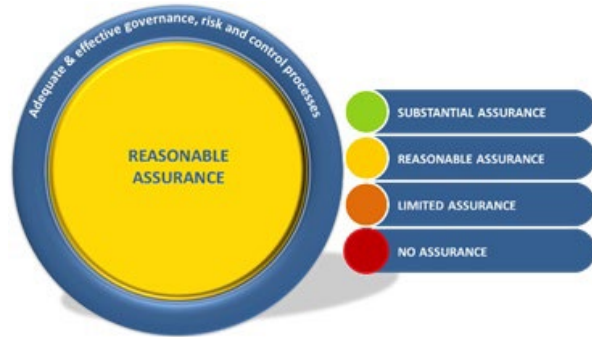 Adequate & effective governance, risk and control processes
REASONABLE
ASSURANCE
SUBSTANTIAL ASSURANCE
REASONABLE ASSURANCE
LIMITED ASSURANCE
NO ASSURANCE